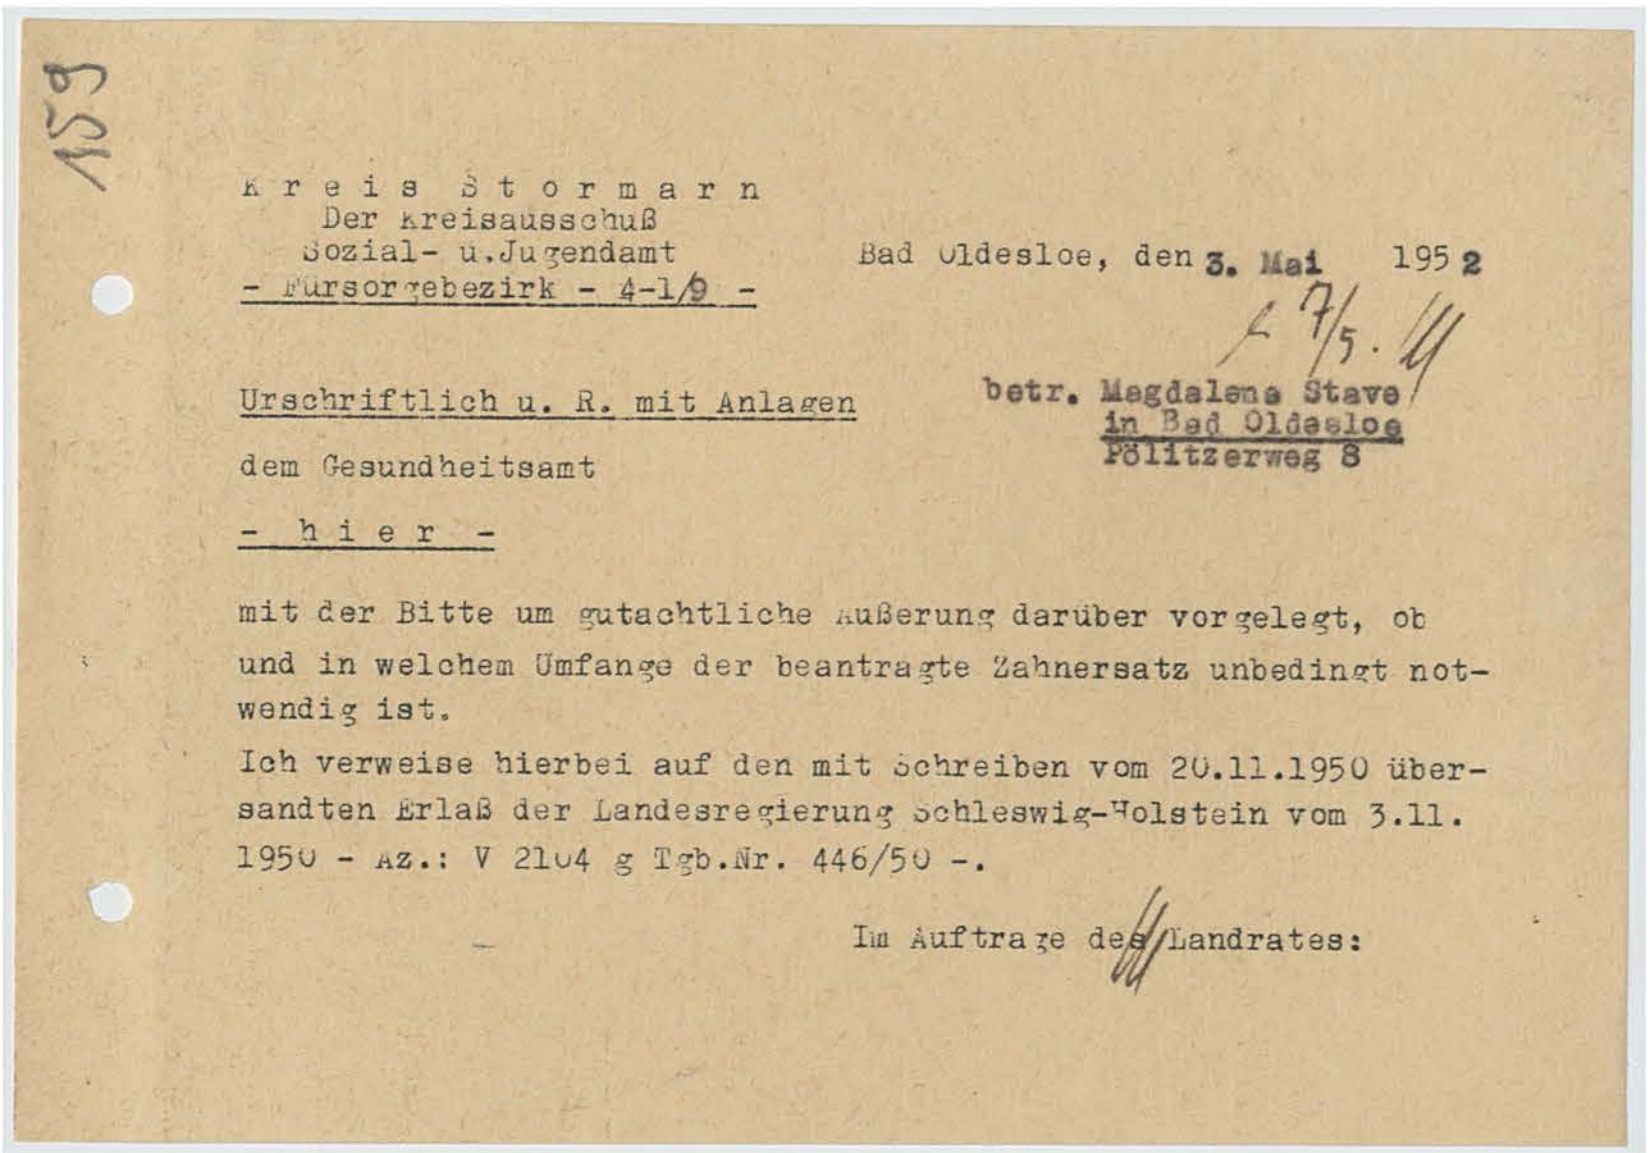 159
Kreis Stormarn
Der Kreisausschuß
Sozial- u.Jugendamt
- Fürsorgebezirk - 4-1/9 -
Bad Oldesloe, den 3. Mai 1952
7/5.
Urschriftlich u. R. mit Anlagen
betr. Magdalena Stave
in Bad Oldesloe
Pölitzerweg 8
dem Gesundheitsamt
- hier -
mit der Bitte um gutachtliche Äußerung darüber vorgelegt, ob
und in welchem Umfange der beantragte Zahnersatz unbedingt not-
wendig ist.
Ich verweise hierbei auf den mit Schreiben vom 20.11.1950 über-
sandten Erlaß der Landesregierung Schleswig-Holstein vom 3.11.
1950 - Az.: V 2104 g Tgb.Nr. 446/50 -.
Im Auftrage des Landrates: